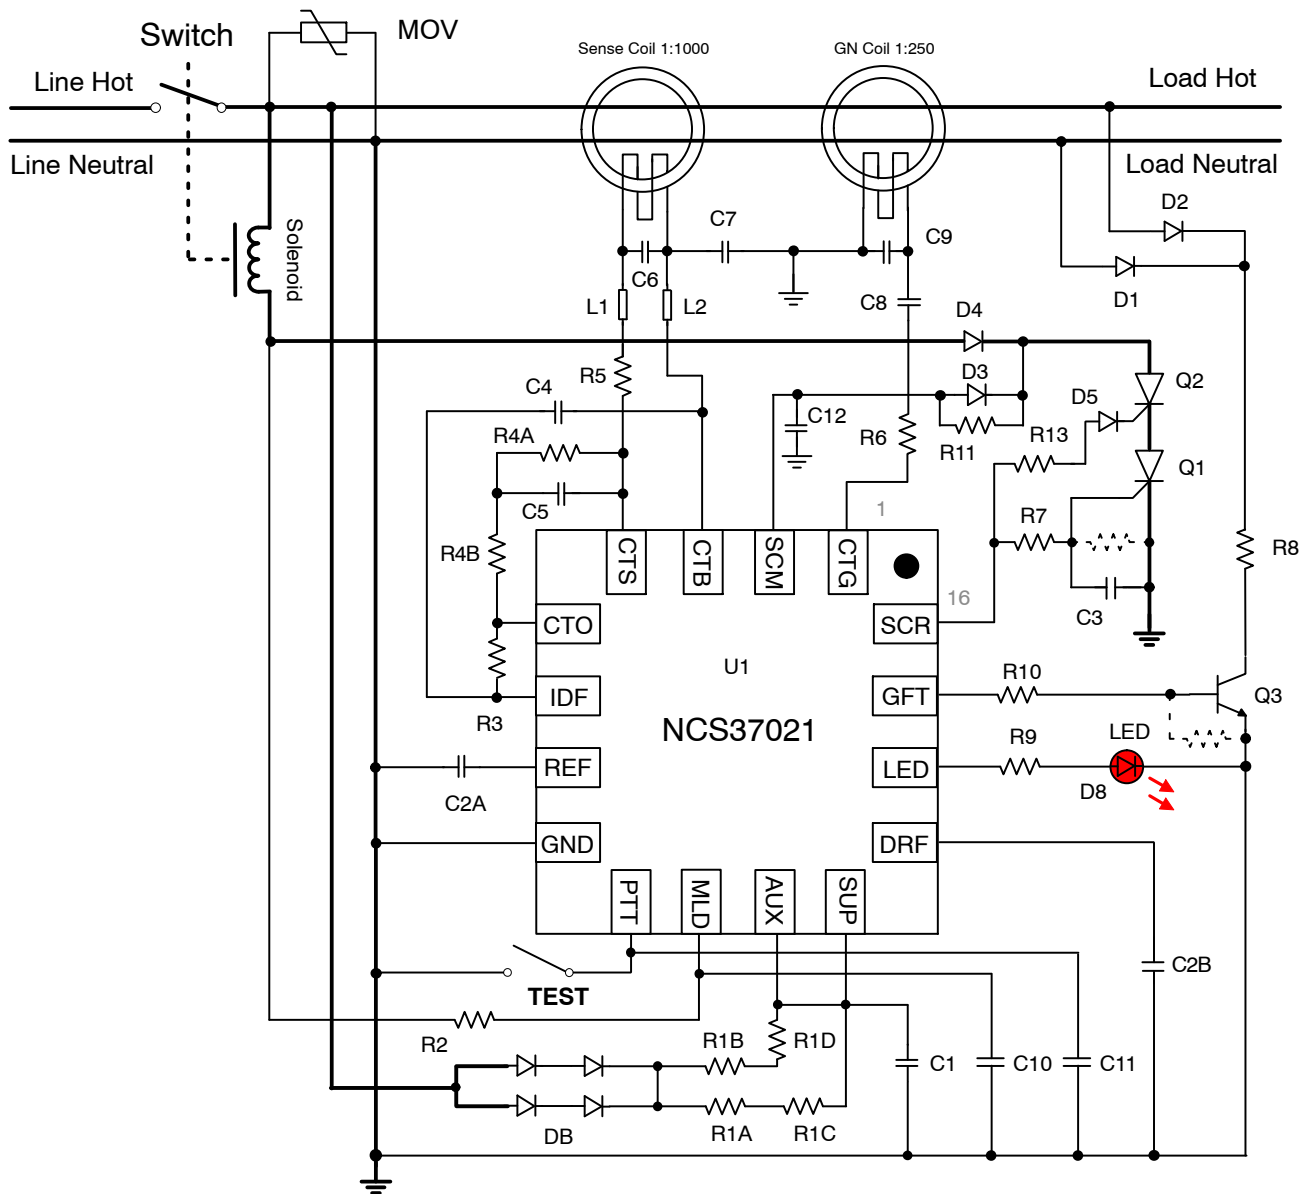 MOV
Switch
Sense Coil 1:1000
GN Coil 1:250
Line Hot
Load Hot
Line Neutral
Load Neutral
D2
C7
C9
Solenoid
C6
D1
L1
L2
C8
D4
R5
D3
Q2
C4
D5
C12
R6
R4A
R13
R11
Q1
C5
1
R7
R4B
R8
CTS
CTB
SCM
CTG
16
C3
CTO
SCR
U1
R10
IDF
GFT
Q3
R3
NCS37021
LED
R9
REF
LED
D8
C2A
GND
DRF
PTT
MLD
AUX
SUP
C2B
TEST
R2
R1B
R1D
C1
C10
C11
DB
R1A
R1C